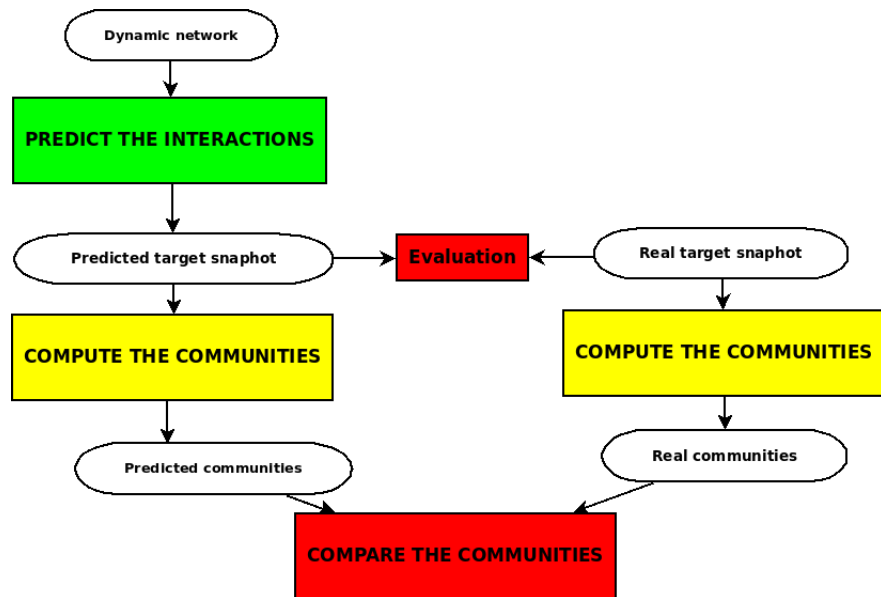 Dynamic network
PREDICT THE INTERACTIONS
Predicted target snaphot
Evaluation
Real target snaphot
COMPUTE THE COMMUNITIES
COMPUTE THE COMMUNITIES
Predicted communities
Real communities
COMPARE THE COMMUNITIES